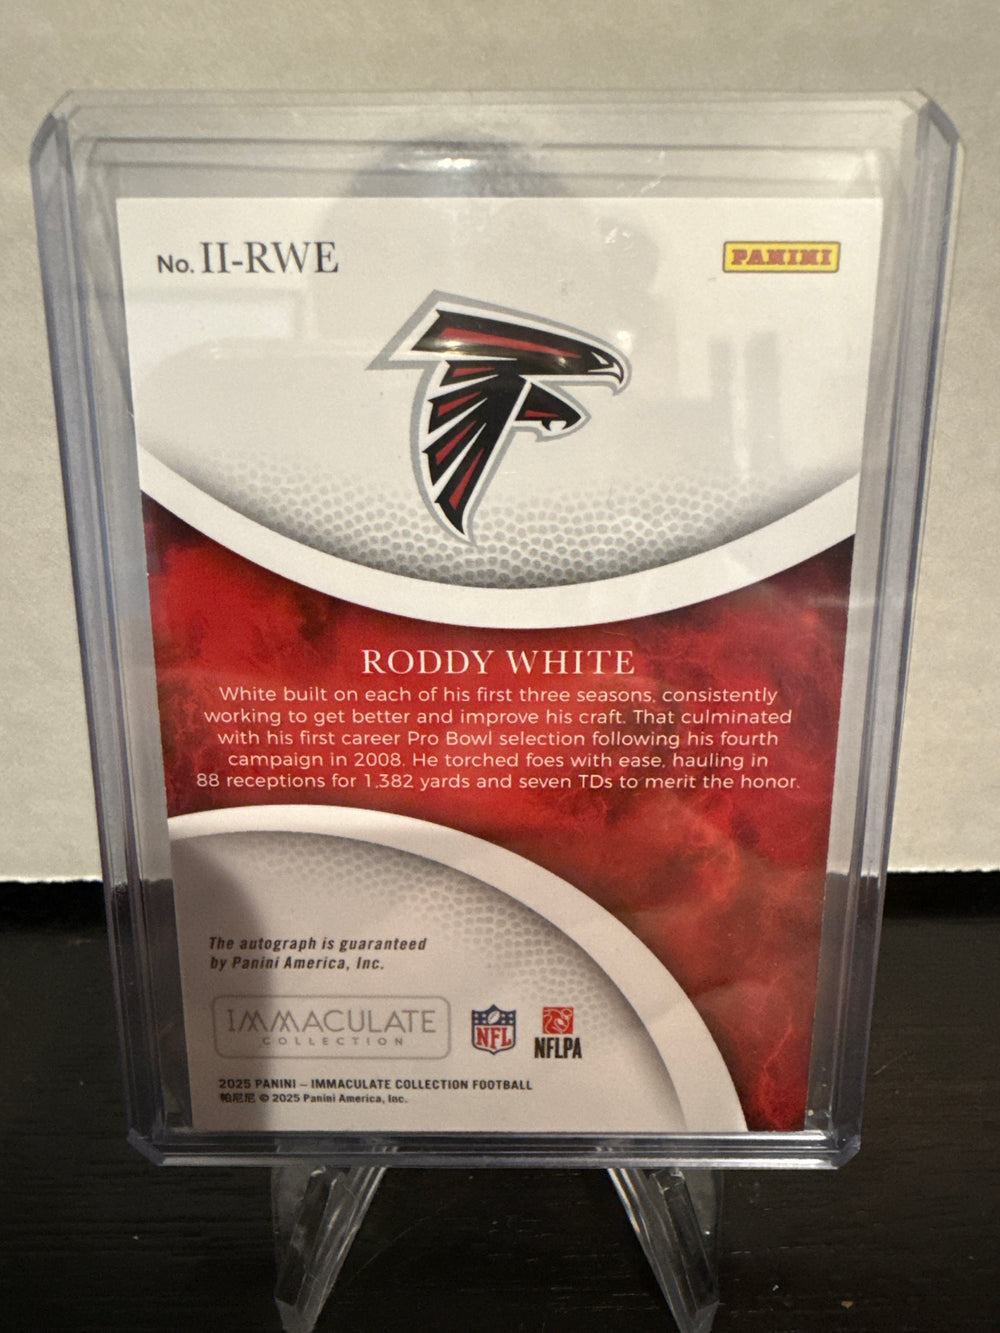 No. II-RWE
PANINI
RODDY WHITE
White built on each of his first three seasons, consistently
working to get better and improve his craft. That culminated
with his first career Pro Bowl selection following his fourth
campaign in 2008. He torched foes with ease, hauling in
88 receptions for 1,382 yards and seven TDs to merit the honor.
The autograph is guaranteed
by Panini America, Inc.
IMMACULATE
COLLECTION
NFL
NFLPA
2025 PANINI – IMMACULATE COLLECTION FOOTBALL
帕尼尼 © 2025 Panini America, Inc.